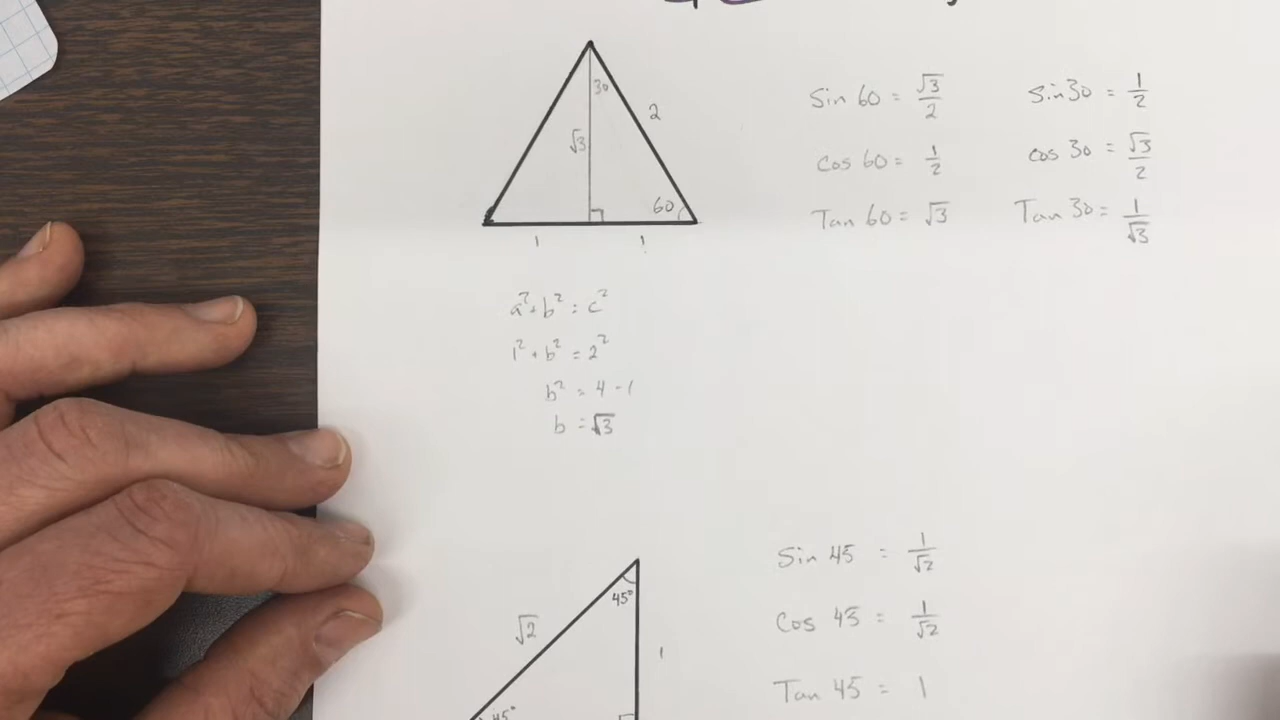 30
2
√3
60
1 1
Sin 60 = √3/2
cos 60 = 1/2
Tan 60 = √3
sin 30 = 1/2
cos 30 = √3/2
Tan 30 = 1/√3
a² + b² = c²
1² + b² = 2²
b² = 4 - 1
b = √3
45°
√2
1
45°
Sin 45 = 1/√2
Cos 45 = 1/√2
Tan 45 = 1